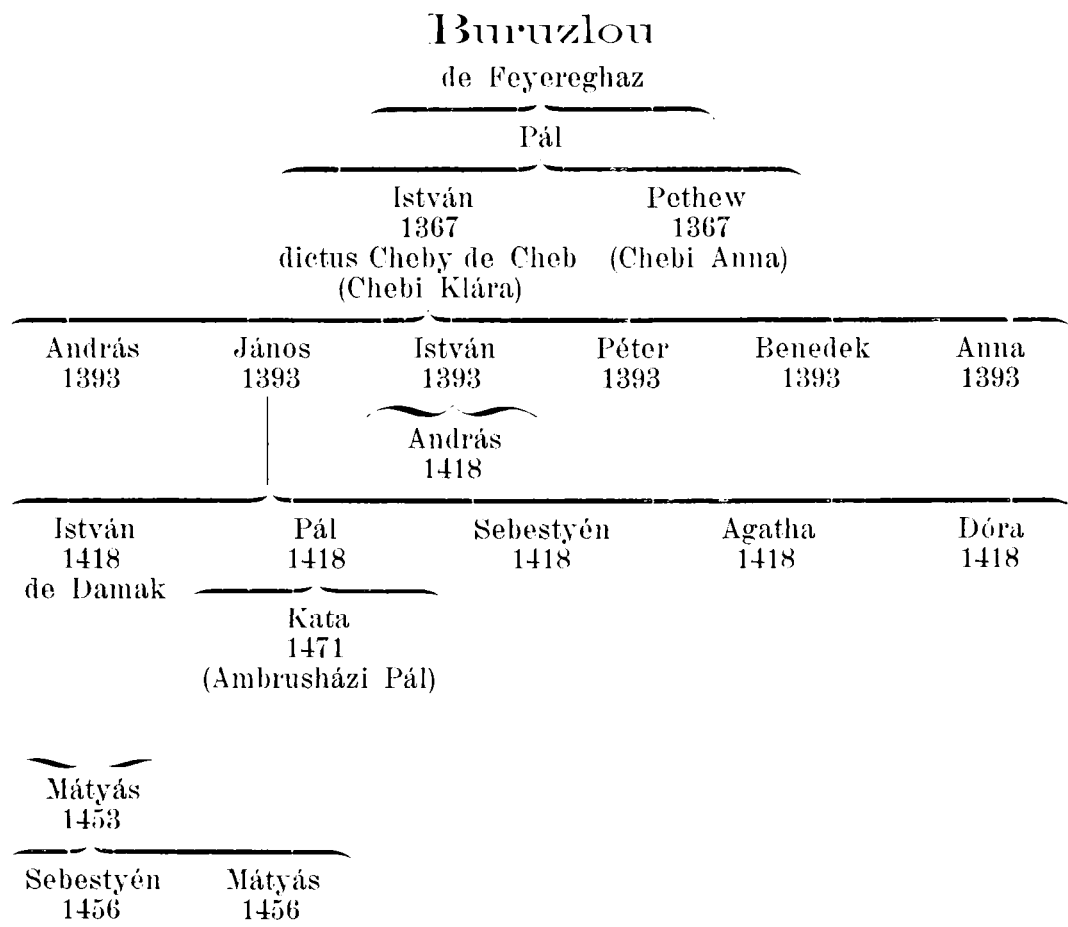 Buruzlou
de Feyereghaz
Pál
István Pethew
1367 1367
dictus Cheby de Cheb (Chebi Anna)
(Chebi Klára)
András János István Péter Benedek Anna
1393 1393 1393 1393 1393 1393
András
1418
István Pál Sebestyén Agatha Dóra
1418 1418 1418 1418 1418
de Damak
Kata
1471
(Ambrusházi Pál)
Mátyás
1453
Sebestyén Mátyás
1456 1456